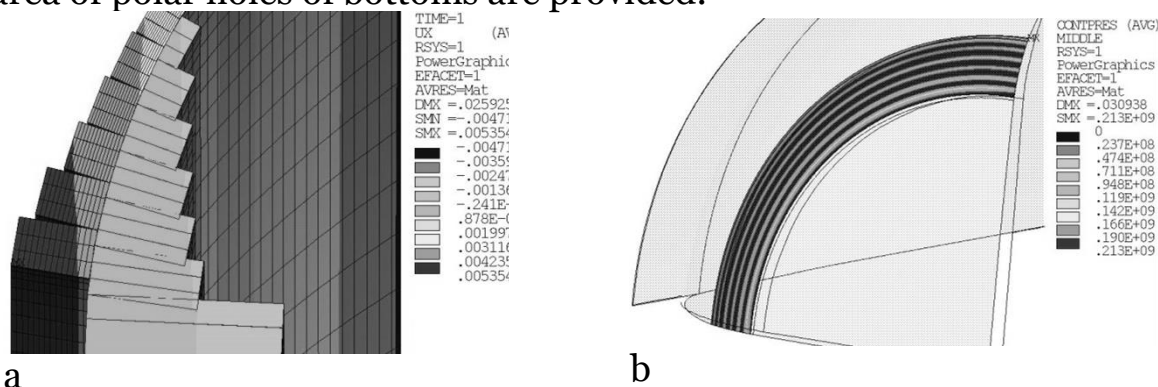 area of polar holes of bottoms are provided.
TIME=1
UX (AV
RSYS=1
PowerGraphic
EFACET=1
AVRES=Mat
DMX =.025925
SMN =-.00471
SMX =.005354
-.00471
-.00359
-.00247
-.00136
-.241E-
.878E-0
.001997
.003116
.004235
.005354
CONTPRES (AVG)
MIDDLE
RSYS=1
PowerGraphics
EFACET=1
AVRES=Mat
DMX =.030938
SMX =.213E+09
0
.237E+08
.474E+08
.711E+08
.948E+08
.119E+09
.142E+09
.166E+09
.190E+09
.213E+09
MX
a
b